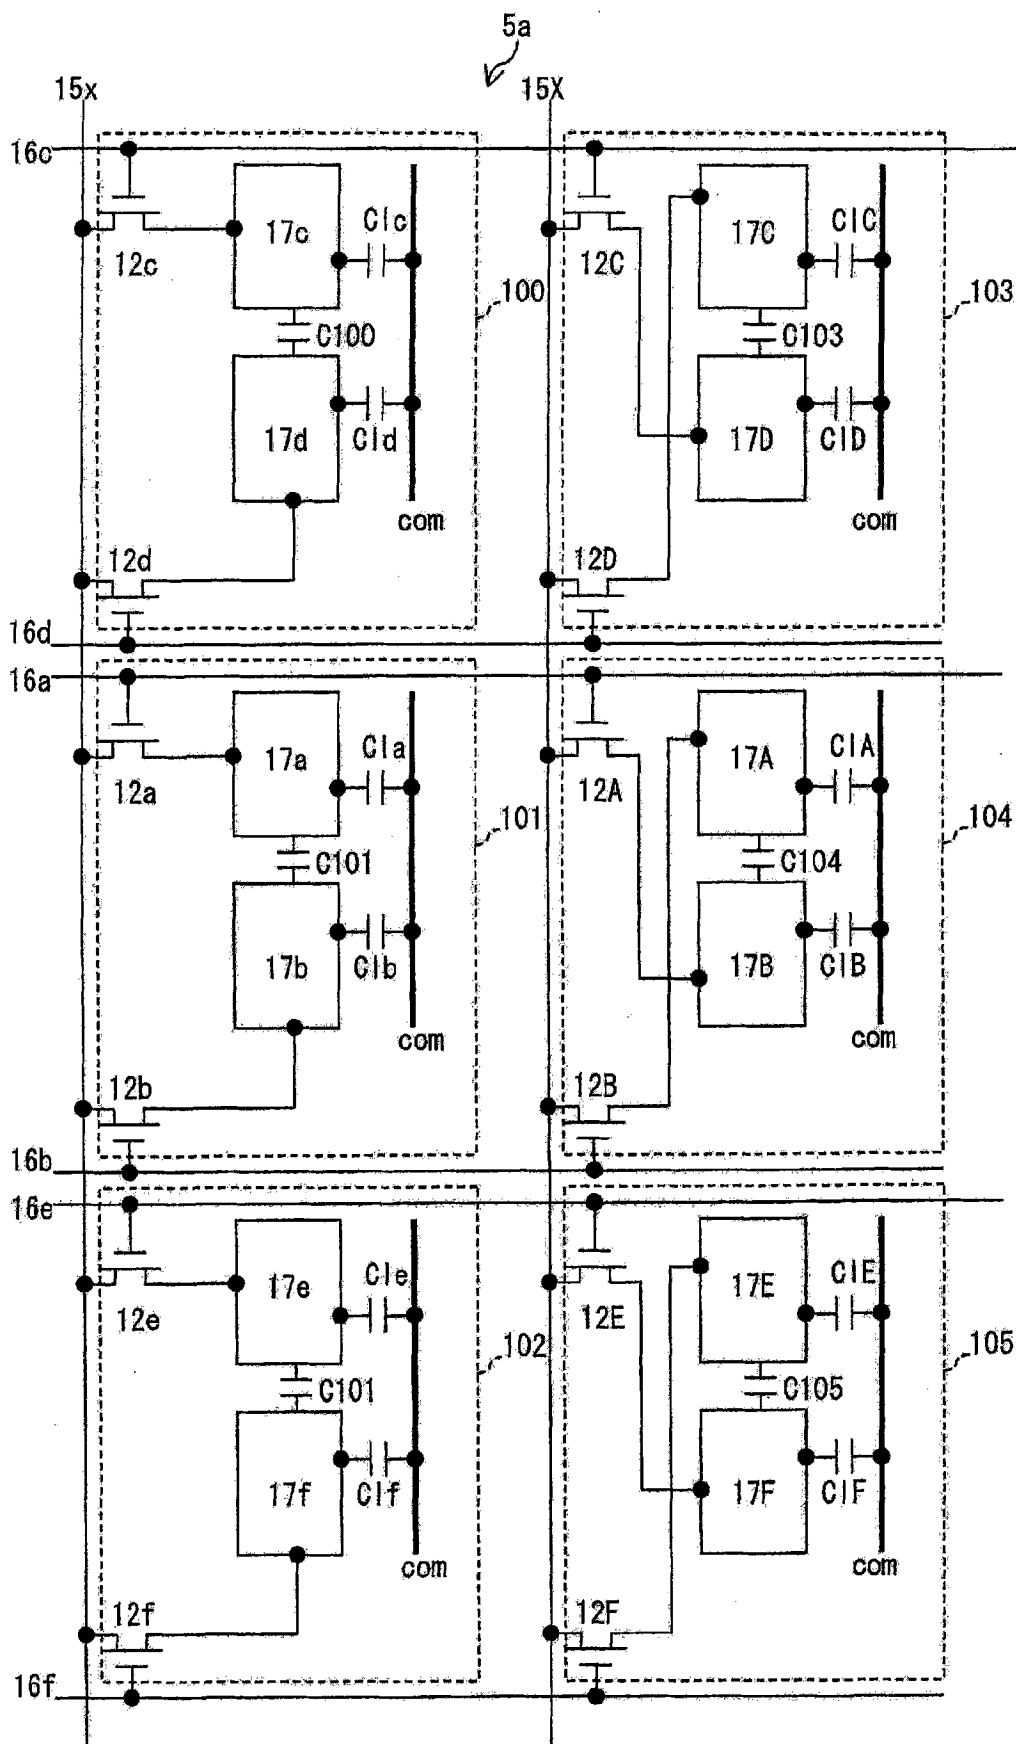 5a
15x 15X
16c
17c Clc 17C ClC
12c 12C
100 103
C100 C103
17d Cld 17D ClD
com com
12d 12D
16d
16a
17a Cla 17A ClA
12a 12A
101 104
C101 C104
17b Clb 17B ClB
com com
12b 12B
16b
16e
17e Cle 17E ClE
12e 12E
102 105
C101 C105
17f Clf 17F ClF
com com
12f 12F
16f